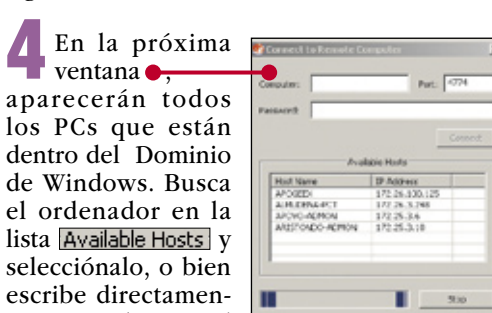 4 En la próxima
ventana ,
aparecerán todos
los PCs que están
dentro del Dominio
de Windows. Busca
el ordenador en la
lista Available Hosts y
selecciónalo, o bien
escribe directamen-
Connect to Remote Computer
Computer: Port:
Password:
Connect
Available Hosts
Host Name IP Address
172.26.130.125
172.26.3.248
APOYO-ADMON 172.25.3.6
ARISTONDO-ADMON 172.25.3.18
Stop